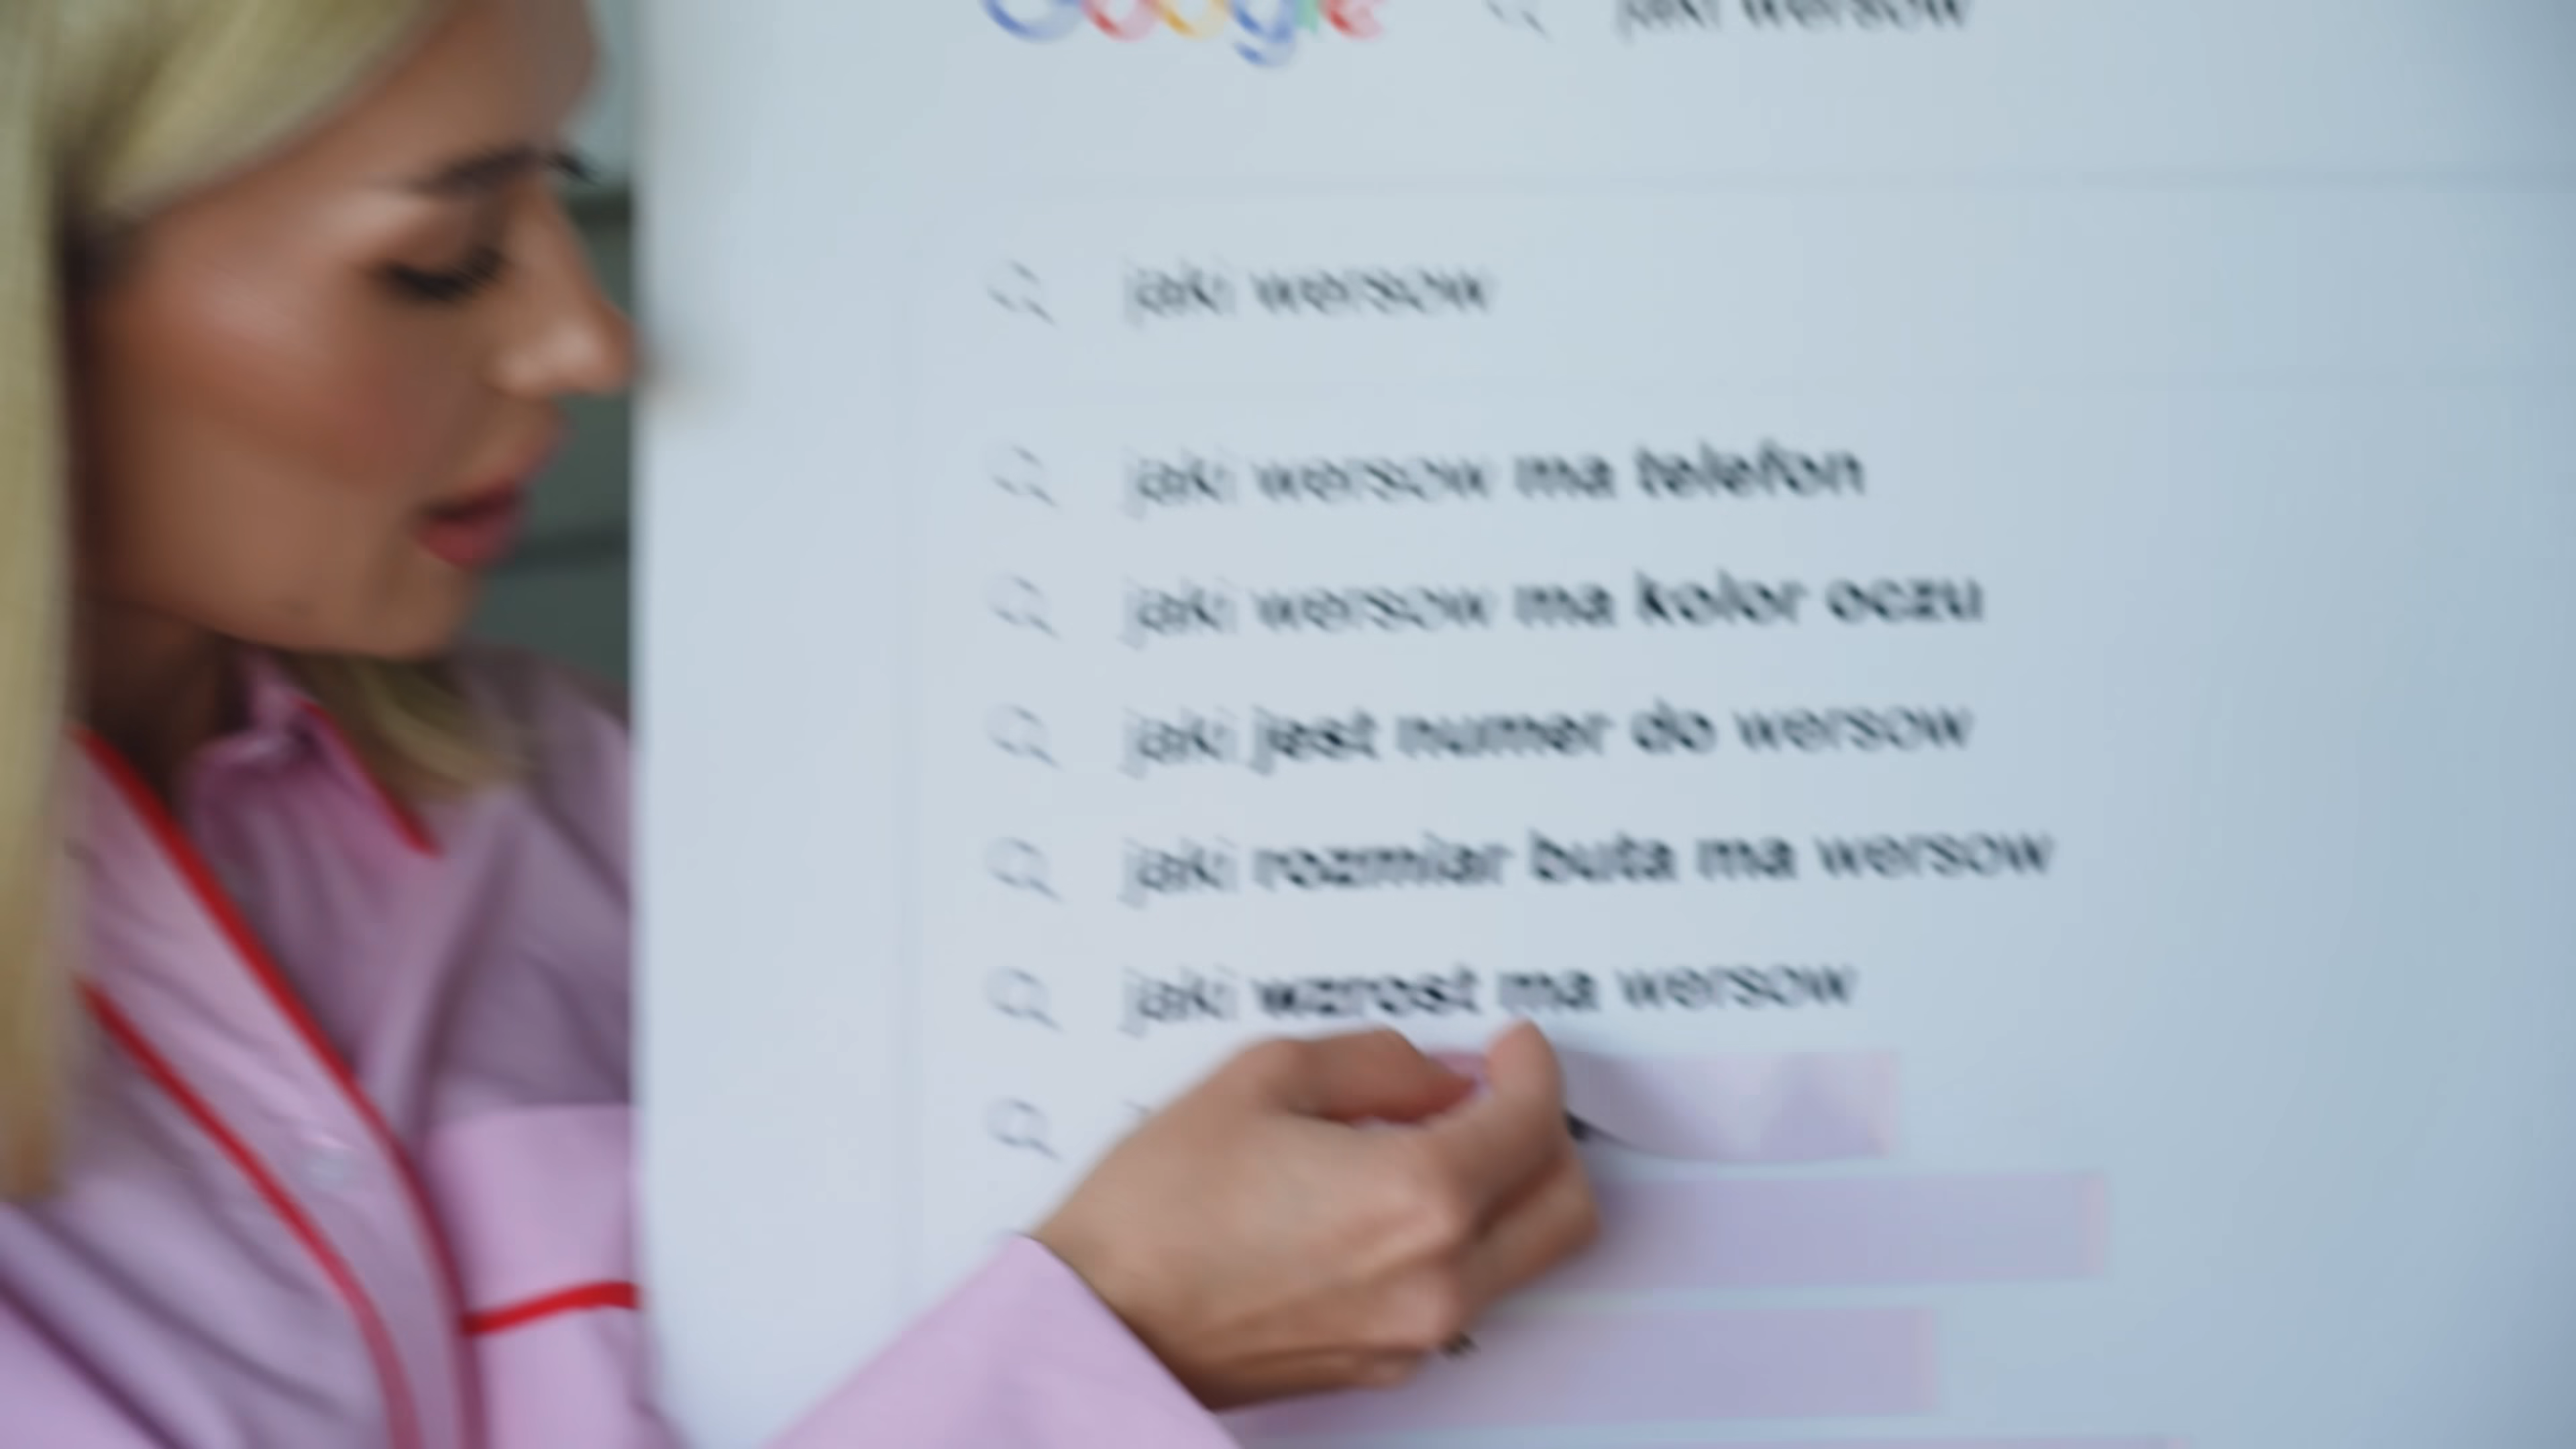 Google jaki wersow
jaki wersow
jaki wersow ma telefon
jaki wersow ma kolor oczu
jaki jest numer do wersow
jaki rozmiar buta ma wersow
jaki wzrost ma wersow